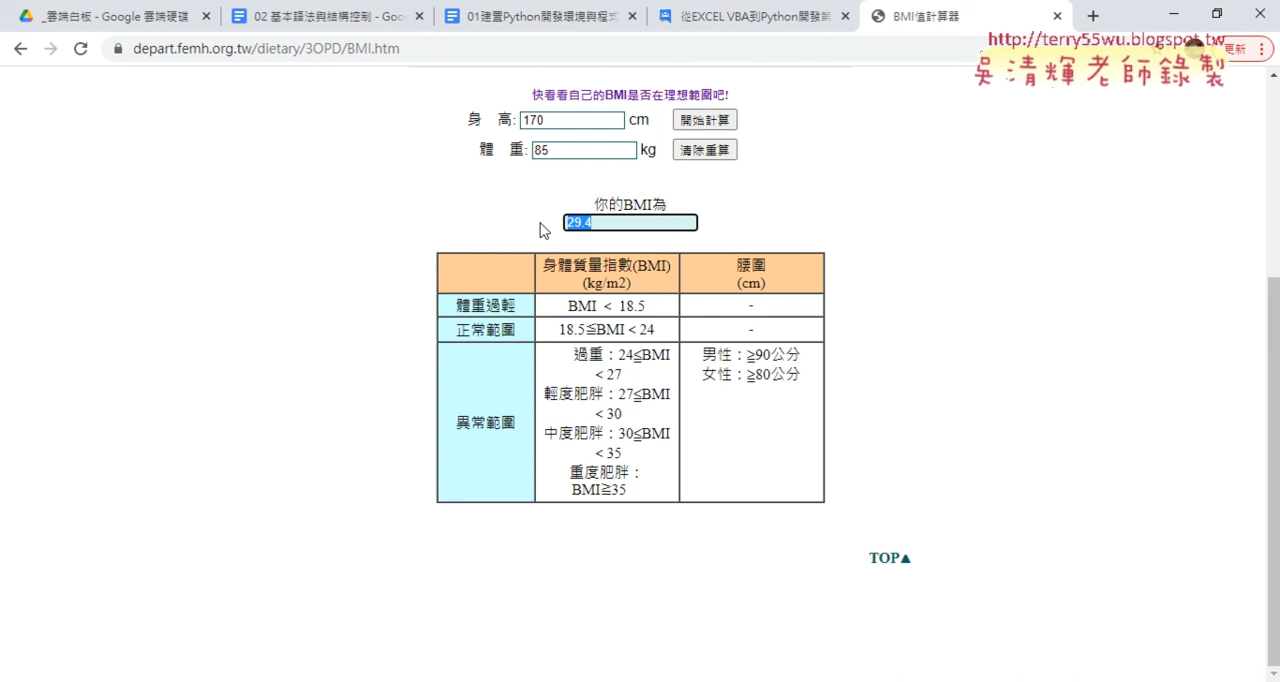 _雲端白板 - Google 雲端硬碟
02 基本語法與結構控制 - Goo
01建置Python開發環境與程式
從EXCEL VBA到Python開發
BMI值計算器
depart.femh.org.tw/dietary/3OPD/BMI.htm
更新
http://terry55wu.blogspot.tw
吳清輝老師錄製
快看看自己的BMI是否在理想範圍吧!
身 高: 170 cm 開始計算
體 重: 85 kg 清除重算
你的BMI為
29.4
身體質量指數(BMI) 腰圍
(kg/m2) (cm)
體重過輕 BMI < 18.5 -
正常範圍 18.5≦BMI < 24 -
異常範圍
過重：24≦BMI
< 27
輕度肥胖：27≦BMI
< 30
中度肥胖：30≦BMI
< 35
重度肥胖：
BMI≧35
男性：≧90公分
女性：≧80公分
TOP▲